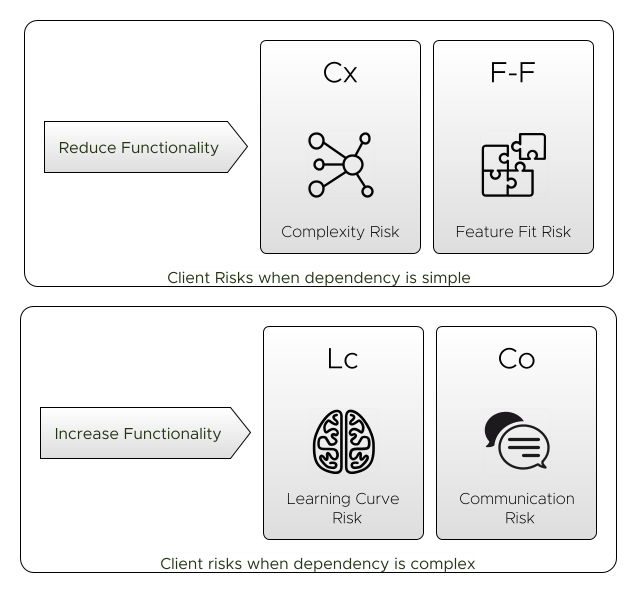 Cx
F-F
Reduce Functionality
Complexity Risk
Feature Fit Risk
Client Risks when dependency is simple
Lc
Co
Increase Functionality
Learning Curve
Risk
Communication
Risk
Client risks when dependency is complex